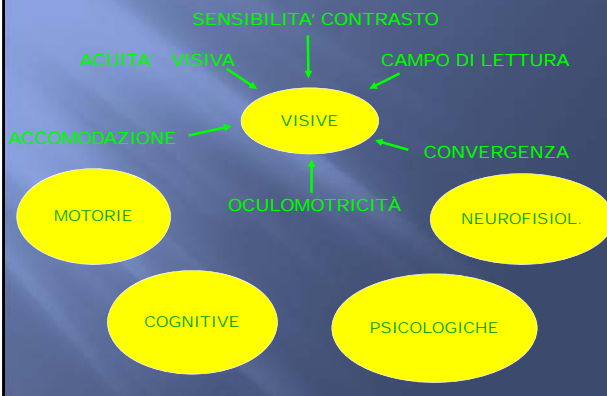 SENSIBILITA' CONTRASTO
ACUITA' VISIVA
CAMPO DI LETTURA
VISIVE
ACCOMODAZIONE
CONVERGENZA
OCULOMOTRICITÀ
MOTORIE
NEUROFISIOL.
COGNITIVE
PSICOLOGICHE